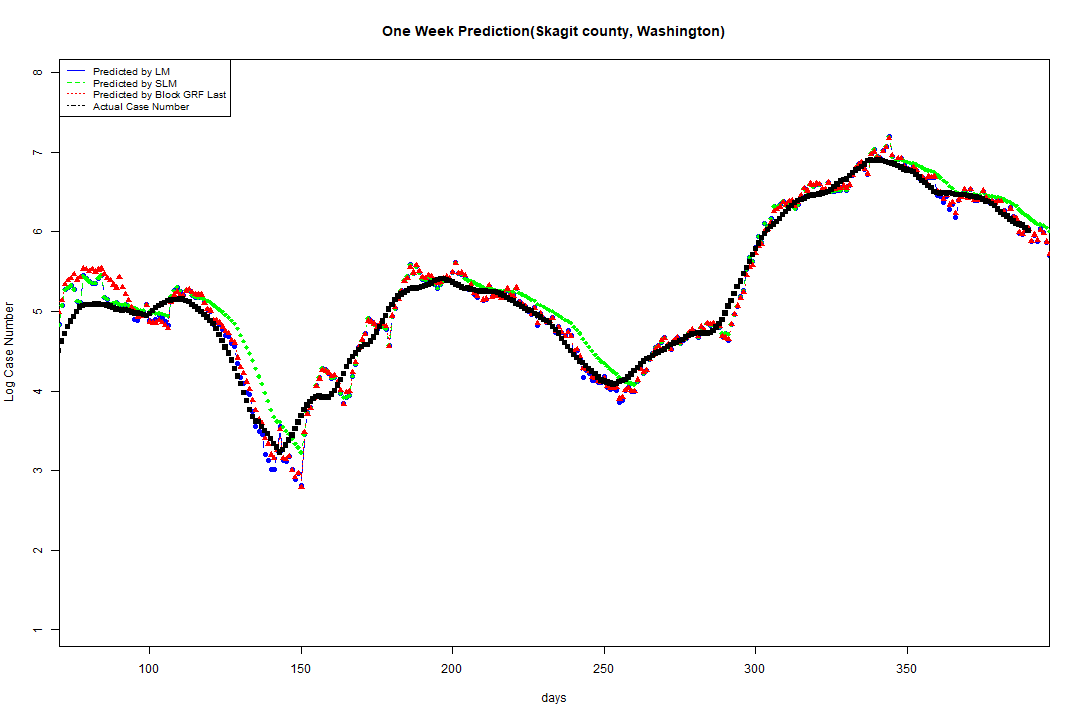 One Week Prediction(Skagit county, Washington)
Predicted by LM
Predicted by SLM
Predicted by Block GRF Last
Actual Case Number
8
7
6
5
4
3
2
1
Log Case Number
100 150 200 250 300 350
days